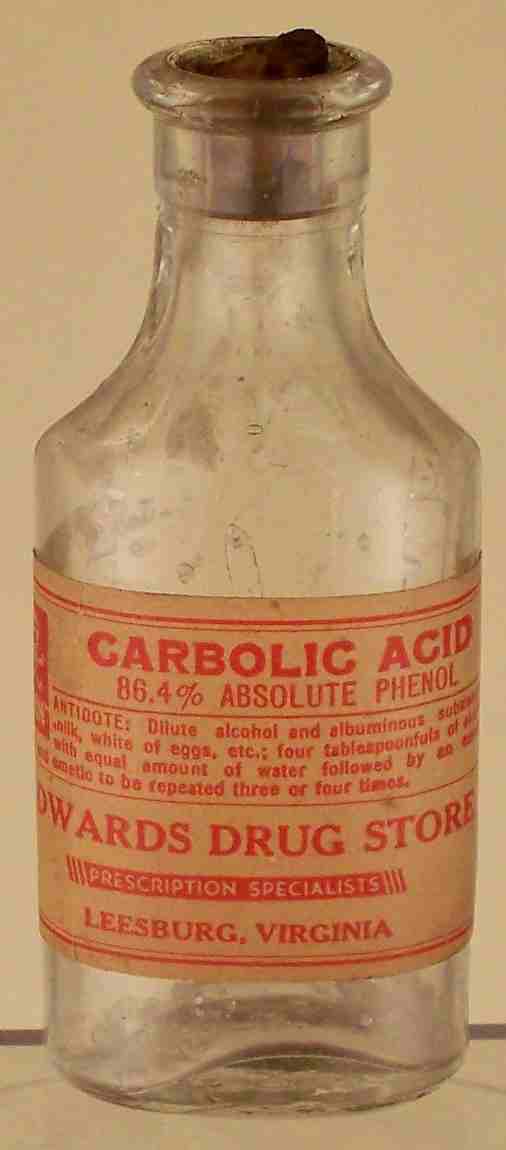 CARBOLIC ACID
86.4% ABSOLUTE PHENOL
ANTIDOTE: Dilute alcohol and albuminous
milk, white of eggs, etc.; four tablespoonfuls of
with equal amount of water followed by an
emetic to be repeated three or four times.
DWARDS DRUG STORE
PRESCRIPTION SPECIALISTS
LEESBURG, VIRGINIA